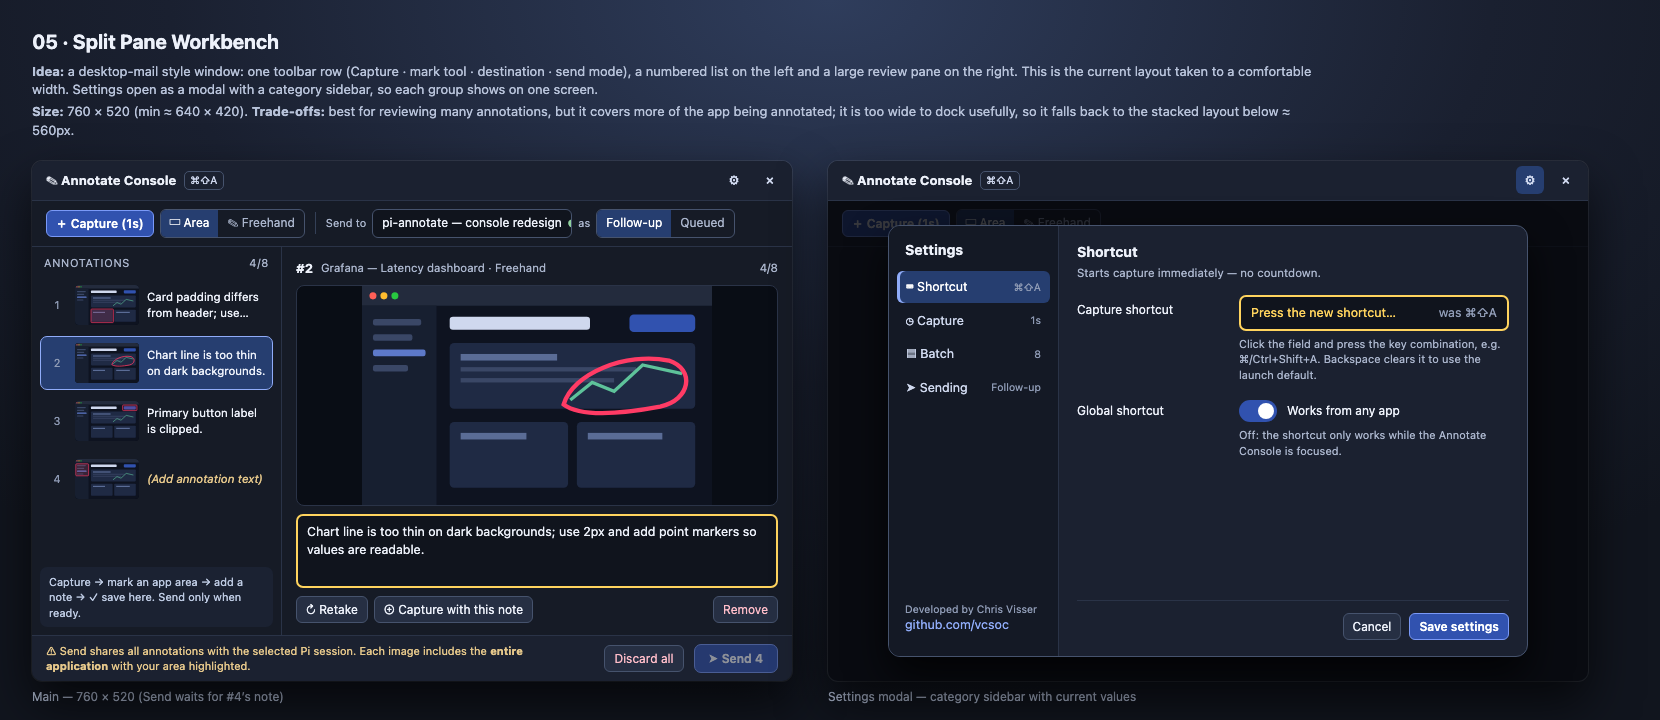 05 · Split Pane Workbench
Idea: a desktop-mail style window: one toolbar row (Capture · mark tool · destination · send mode), a numbered list on the left and a large review pane on the right. This is the current layout taken to a comfortable
width. Settings open as a modal with a category sidebar, so each group shows on one screen.
Size: 760 × 520 (min ≈ 640 × 420). Trade-offs: best for reviewing many annotations, but it covers more of the app being annotated; it is too wide to dock usefully, so it falls back to the stacked layout below ≈
560px.
✎ Annotate Console ⌘⇧A
⚙ ×
+ Capture (1s) ▭ Area ✎ Freehand Send to pi-annotate — console redesign as Follow-up Queued
ANNOTATIONS 4/8
1 Card padding differs
from header; use...
2 Chart line is too thin
on dark backgrounds.
3 Primary button label
is clipped.
4 (Add annotation text)
Capture → mark an app area → add a
note → ✓ save here. Send only when
ready.
#2 Grafana — Latency dashboard · Freehand 4/8
Chart line is too thin on dark backgrounds; use 2px and add point markers so
values are readable.
↻ Retake ⊕ Capture with this note Remove
⚠ Send shares all annotations with the selected Pi session. Each image includes the entire
application with your area highlighted.
Discard all ➤ Send 4
Main — 760 × 520 (Send waits for #4's note)
✎ Annotate Console ⌘⇧A
⚙ ×
+ Capture (1s) ▭ Area ✎ Freehand
Settings
Shortcut ⌘⇧A
Capture 1s
Batch 8
➤ Sending Follow-up
Developed by Chris Visser
github.com/vcsoc
Shortcut
Starts capture immediately — no countdown.
Capture shortcut Press the new shortcut... was ⌘⇧A
Click the field and press the key combination, e.g.
⌘/Ctrl+Shift+A. Backspace clears it to use the
launch default.
Global shortcut Works from any app
Off: the shortcut only works while the Annotate
Console is focused.
Cancel Save settings
Settings modal — category sidebar with current values